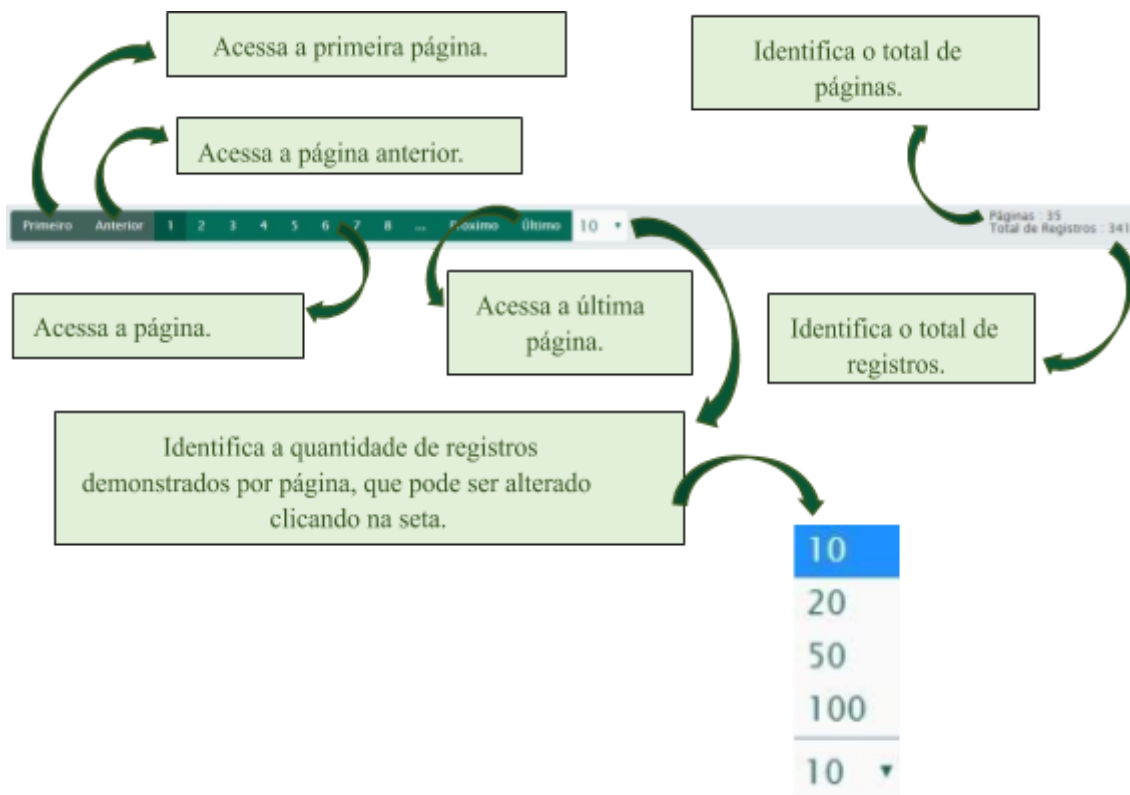 Acessa a primeira página.
Identifica o total de
páginas.
Acessa a página anterior.
Primeiro Anterior 1 2 3 4 5 6 7 8 ... Próximo Último 10
Páginas : 35
Total de Registros : 341
Acessa a página.
Acessa a última
página.
Identifica o total de
registros.
Identifica a quantidade de registros
demonstrados por página, que pode ser alterado
clicando na seta.
10
20
50
100
10